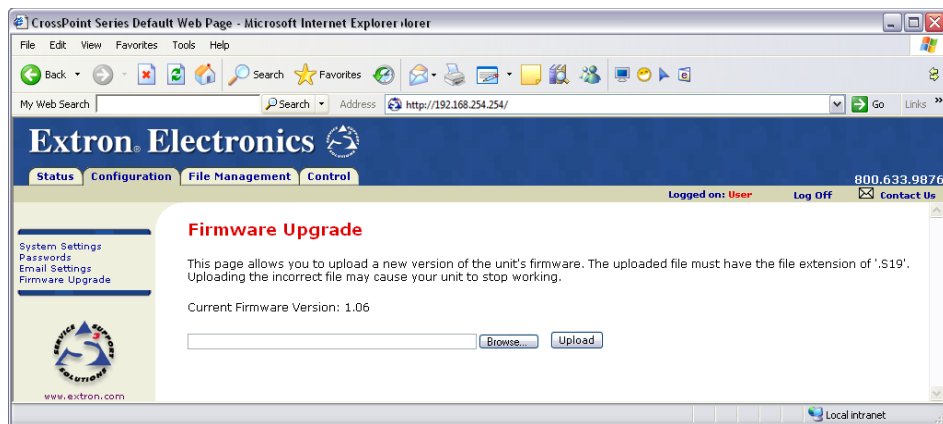 CrossPoint Series Default Web Page - Microsoft Internet Explorer lorer
File Edit View Favorites Tools Help
Back Search Favorites
My Web Search Search Address http://192.168.254.254/ Go Links »
Extron® Electronics
Status Configuration File Management Control
800.633.9876
Logged on: User Log Off Contact Us
Firmware Upgrade
System Settings
Passwords
Email Settings
Firmware Upgrade
This page allows you to upload a new version of the unit's firmware. The uploaded file must have the file extension of '.S19'.
Uploading the incorrect file may cause your unit to stop working.
Current Firmware Version: 1.06
Browse... Upload
SERVICE SUPPORT SOLUTIONS
S3
www.extron.com
Local intranet